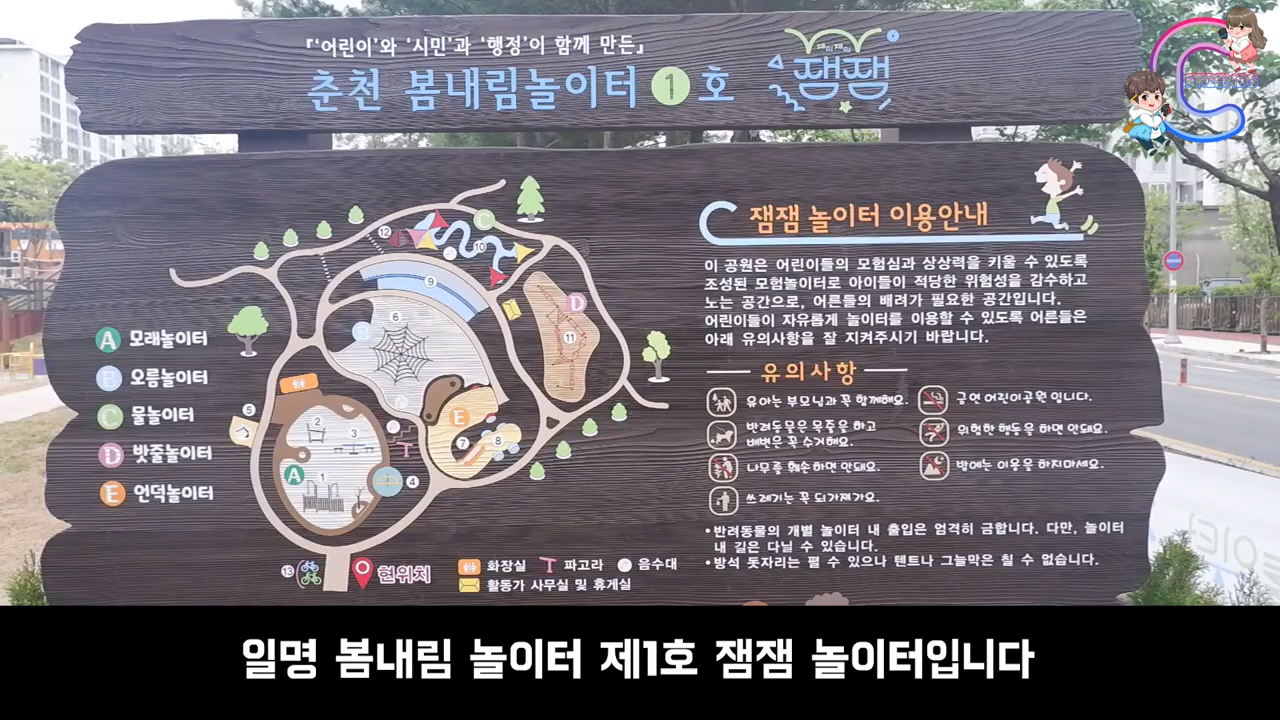 『'어린이'와 '시민'과 '행정'이 함께 만든』
춘천 봄내림놀이터 1 호
재미재미
잼잼
잼잼 놀이터 이용안내
이 공원은 어린이들의 모험심과 상상력을 키울 수 있도록
조성된 모험놀이터로 아이들이 적당한 위험성을 감수하고
노는 공간으로, 어른들의 배려가 필요한 공간입니다.
어린이들이 자유롭게 놀이터를 이용할 수 있도록 어른들은
아래 유의사항을 잘 지켜주시기 바랍니다.
유의사항
유아는 부모님과 꼭 함께해요.
금연 어린이공원 입니다.
반려동물은 목줄을 하고
배변은 꼭 수거해요.
위험한 행동을 하면 안돼요.
나무를 훼손하면 안돼요.
밤에는 이용을 하지마세요.
쓰레기는 꼭 되가져가요.
•반려동물의 개별 놀이터 내 출입은 엄격히 금합니다. 다만, 놀이터
내 길은 다닐 수 있습니다.
•방석 돗자리는 펼 수 있으나 텐트나 그늘막은 칠 수 없습니다.
A 모래놀이터
B 오름놀이터
C 물놀이터
D 밧줄놀이터
E 언덕놀이터
12
C
10
9
D
B
6
11
5
2
3
E
7
8
A
1
4
13
현위치
화장실
파고라
음수대
활동가 사무실 및 휴게실
일명 봄내림 놀이터 제1호 잼잼 놀이터입니다